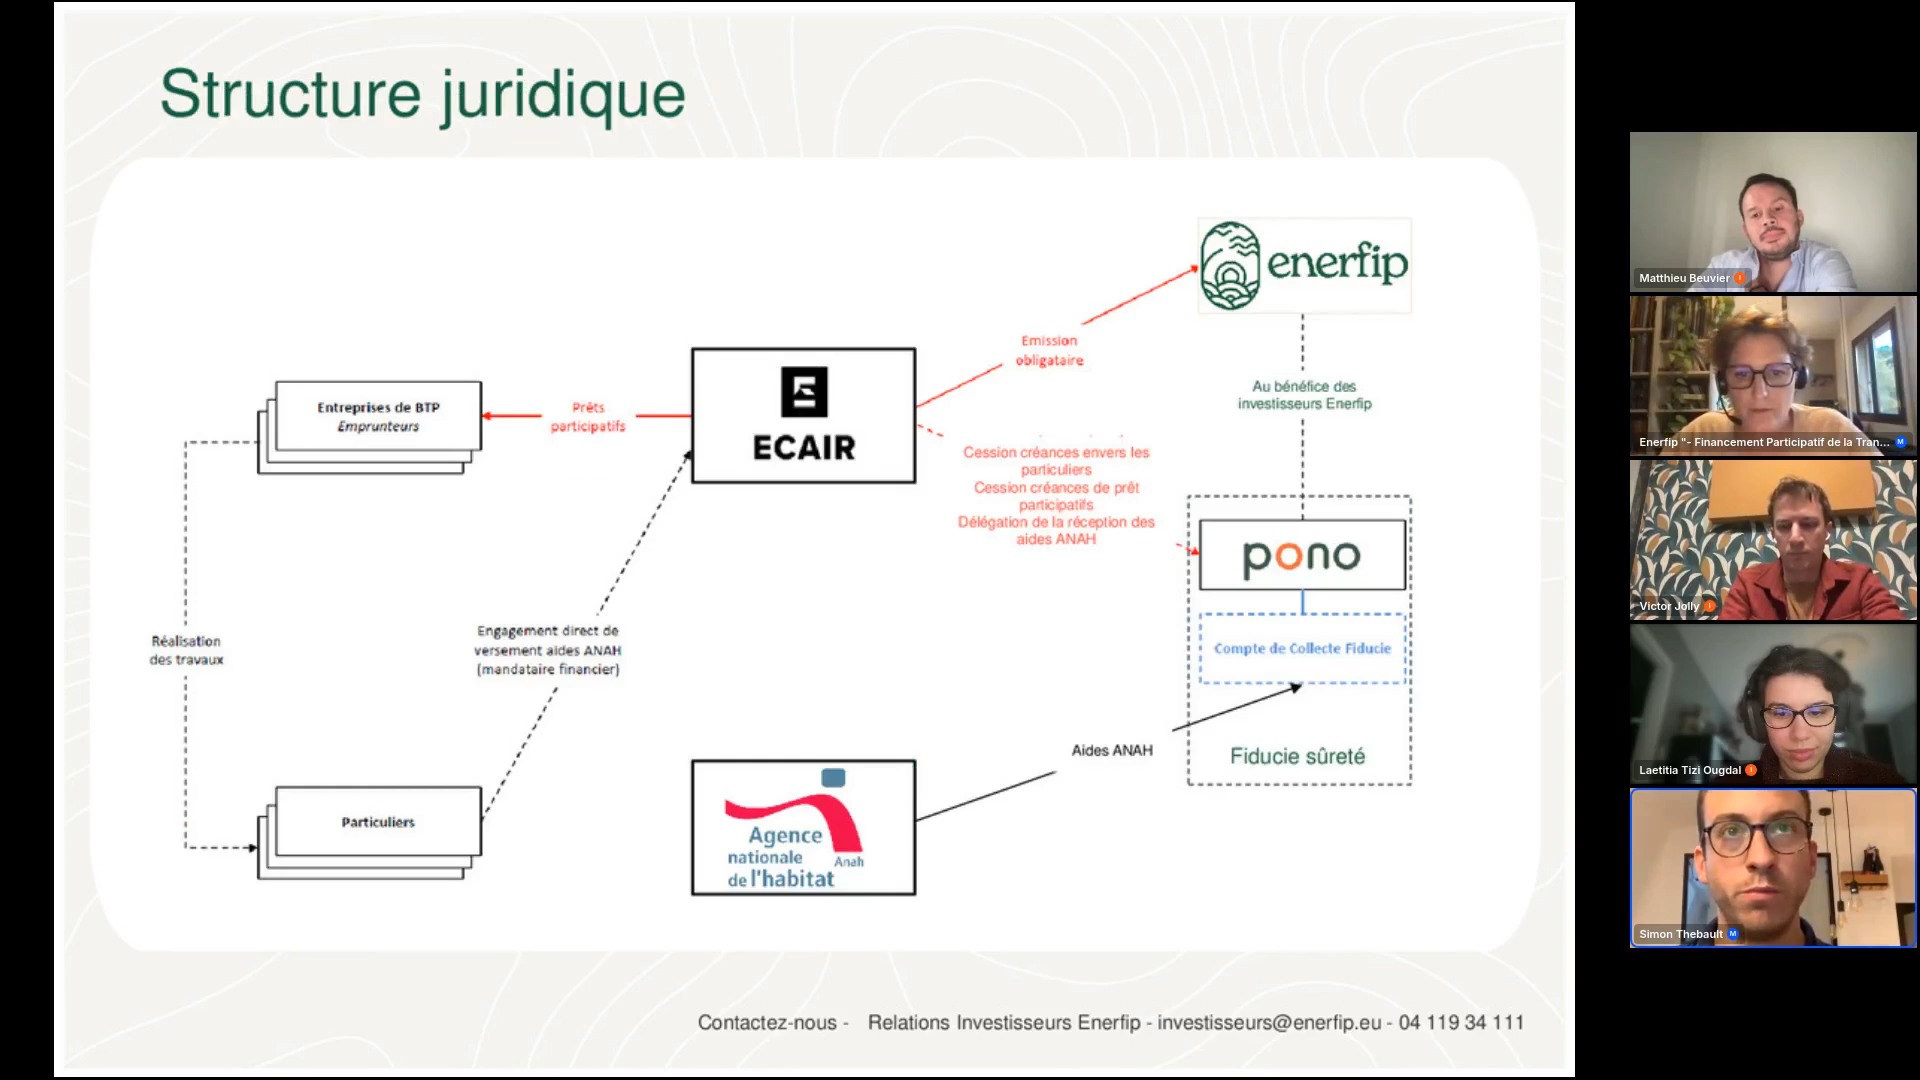 Structure juridique
enerfip
Emission
obligataire
Au bénéfice des
investisseurs Enerfip
Entreprises de BTP
Emprunteurs
Prêts
participatifs
ECAIR
Cession créances envers les
particuliers
Cession créances de prêt
participatifs
Délégation de la réception des
aides ANAH
pono
Compte de Collecte Fiducie
Réalisation
des travaux
Engagement direct de
versement aides ANAH
(mandataire financier)
Aides ANAH
Fiducie sûreté
Particuliers
Agence
nationale
Anah
de l'habitat
Contactez-nous - Relations Investisseurs Enerfip - investisseurs@enerfip.eu - 04 119 34 111
Matthieu Beuvier
Enerfip "- Financement Participatif de la Tran...
M
Victor Jolly
Laetitia Tizi Ougdal
Simon Thebault
M